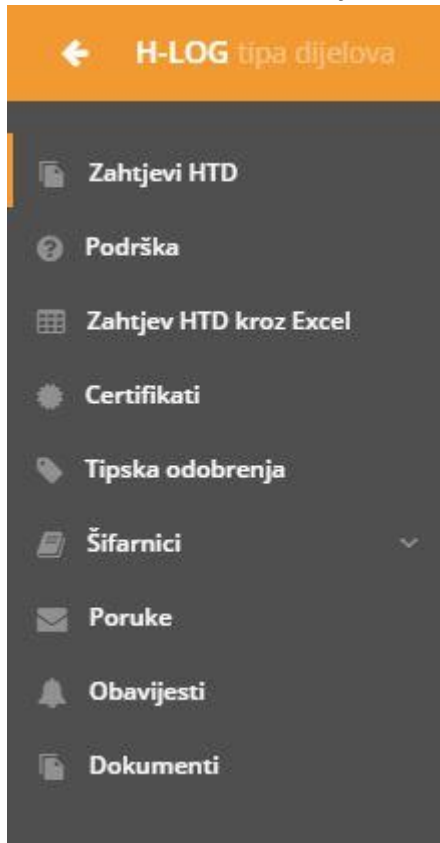 H-LOG tipa dijelova
Zahtjevi HTD
Podrška
Zahtjev HTD kroz Excel
Certifikati
Tipska odobrenja
Šifarnici
Poruke
Obavijesti
Dokumenti